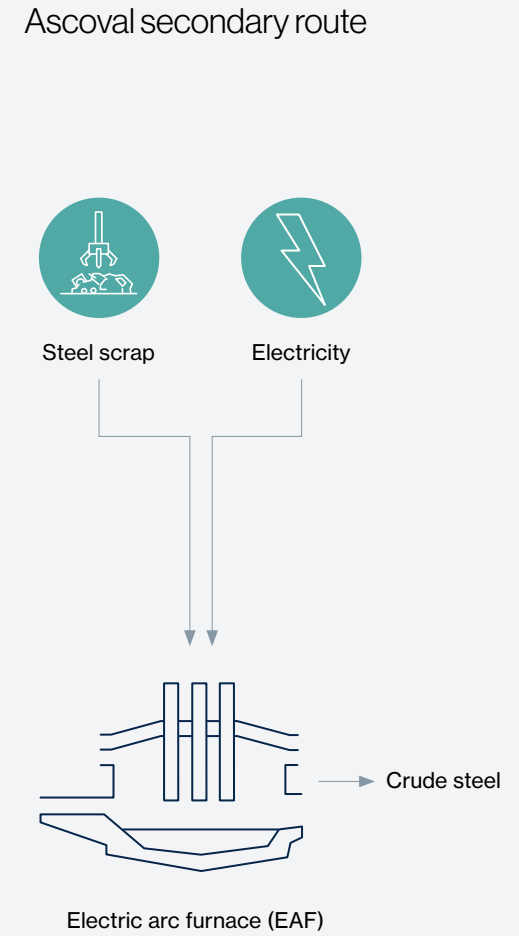 Ascoval secondary route
Steel scrap
Electricity
Crude steel
Electric arc furnace (EAF)